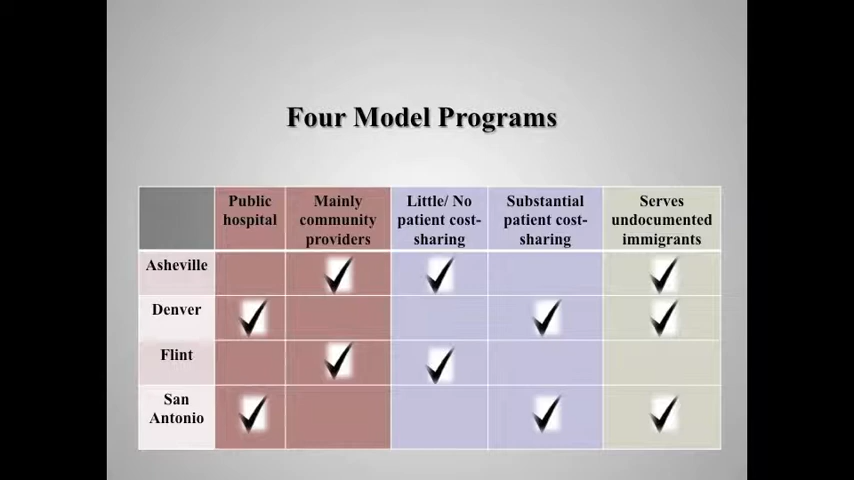 Four Model Programs
Public hospital
Mainly community providers
Little/ No patient cost-sharing
Substantial patient cost-sharing
Serves undocumented immigrants
Asheville
Denver
Flint
San Antonio